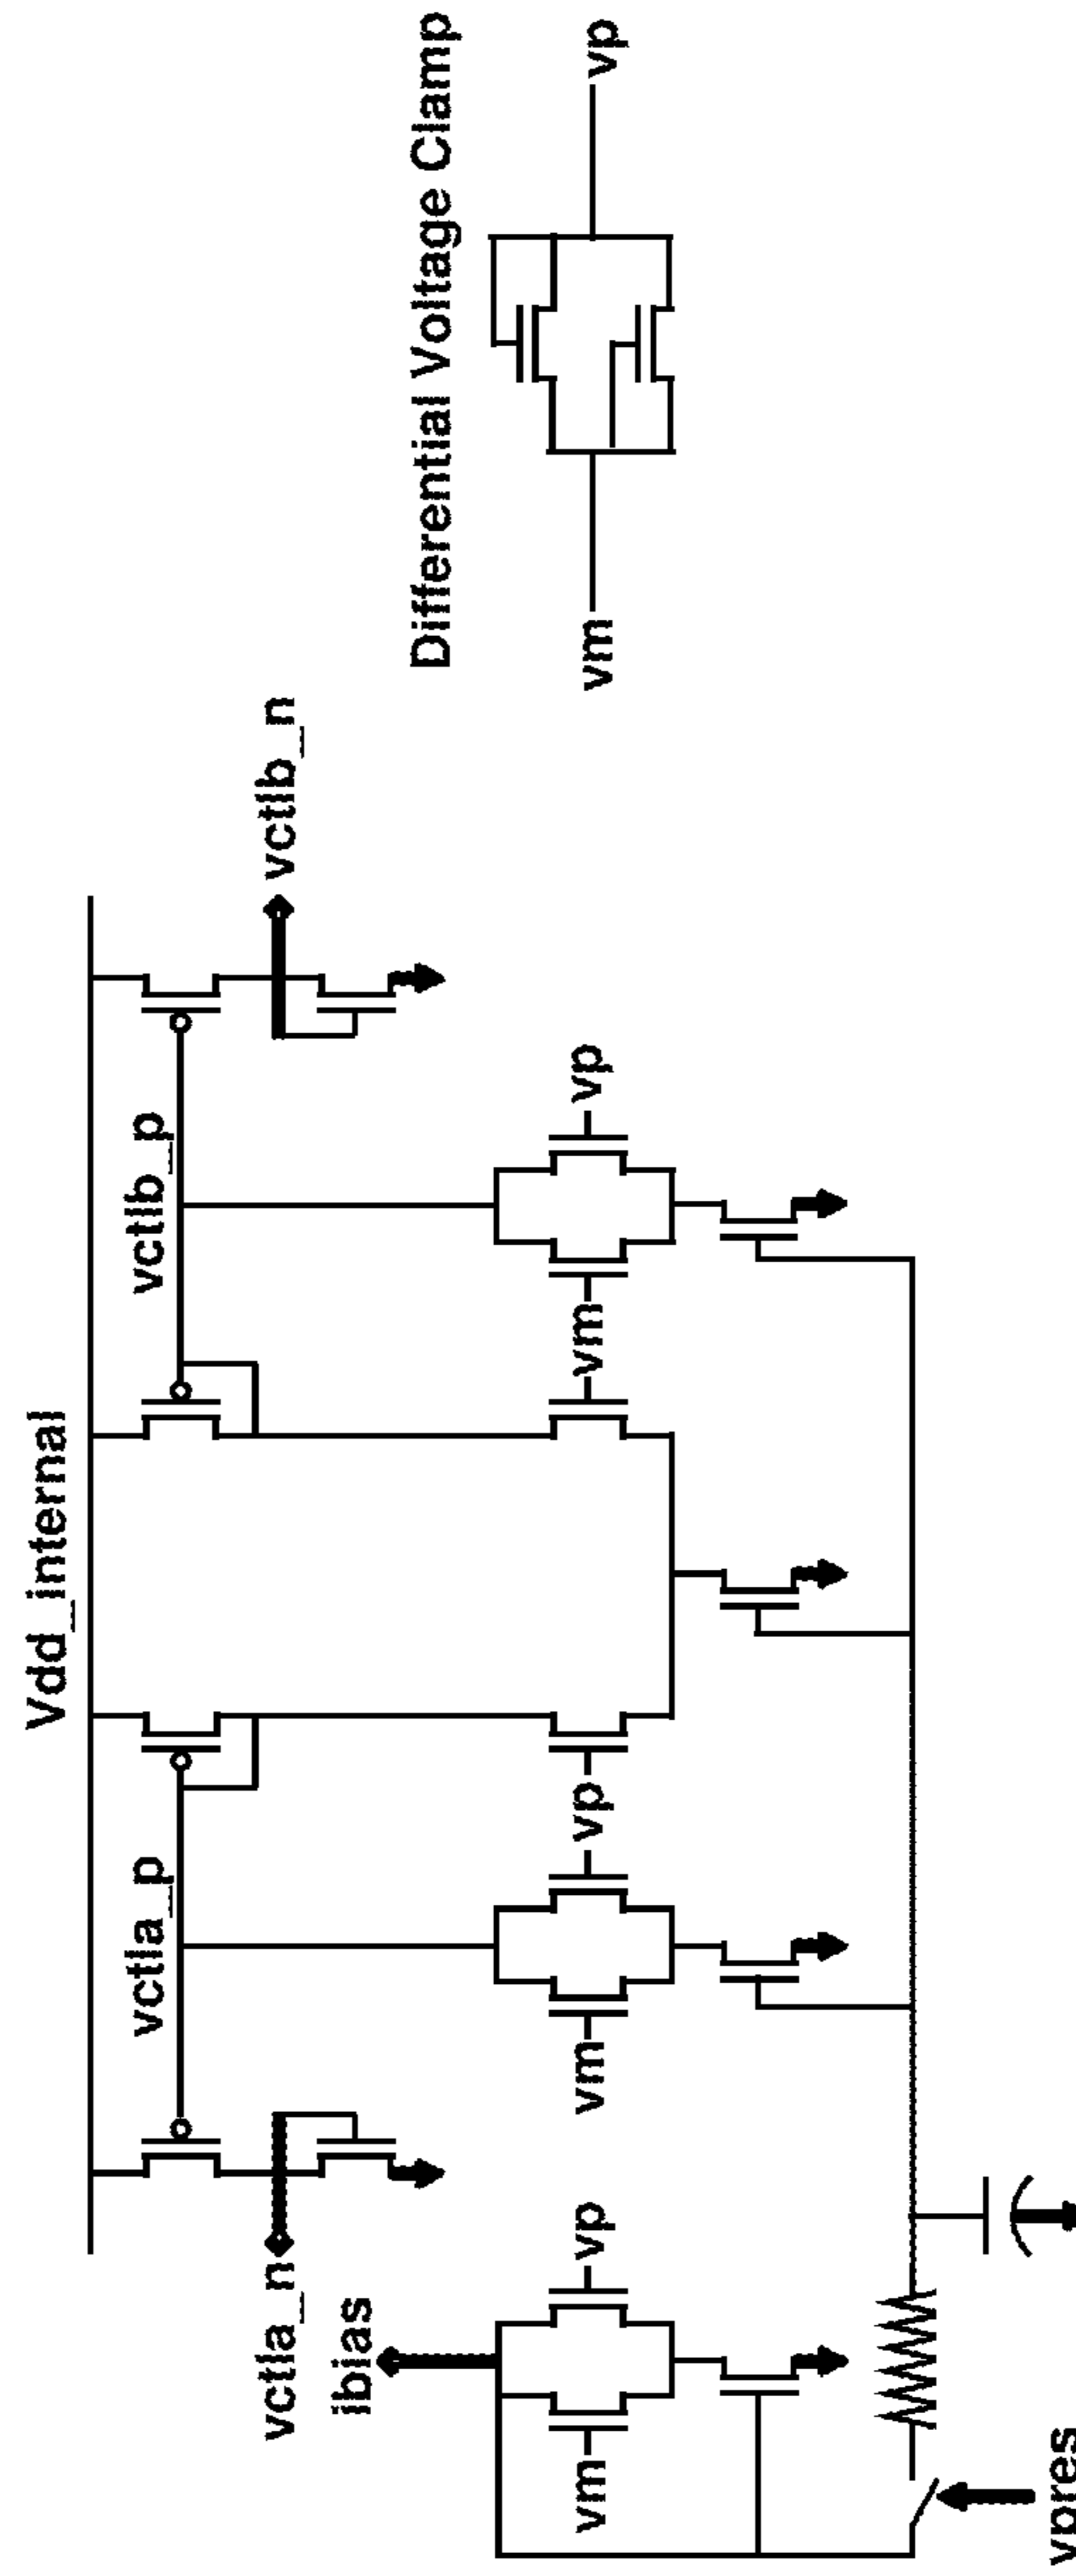 Vdd_internal
vctla_p
vctlb_p
vctla_n
vctlb_n
ibias
Differential Voltage Clamp
vm
vp
vm
vp
vm
vp
vm
vp
vpres